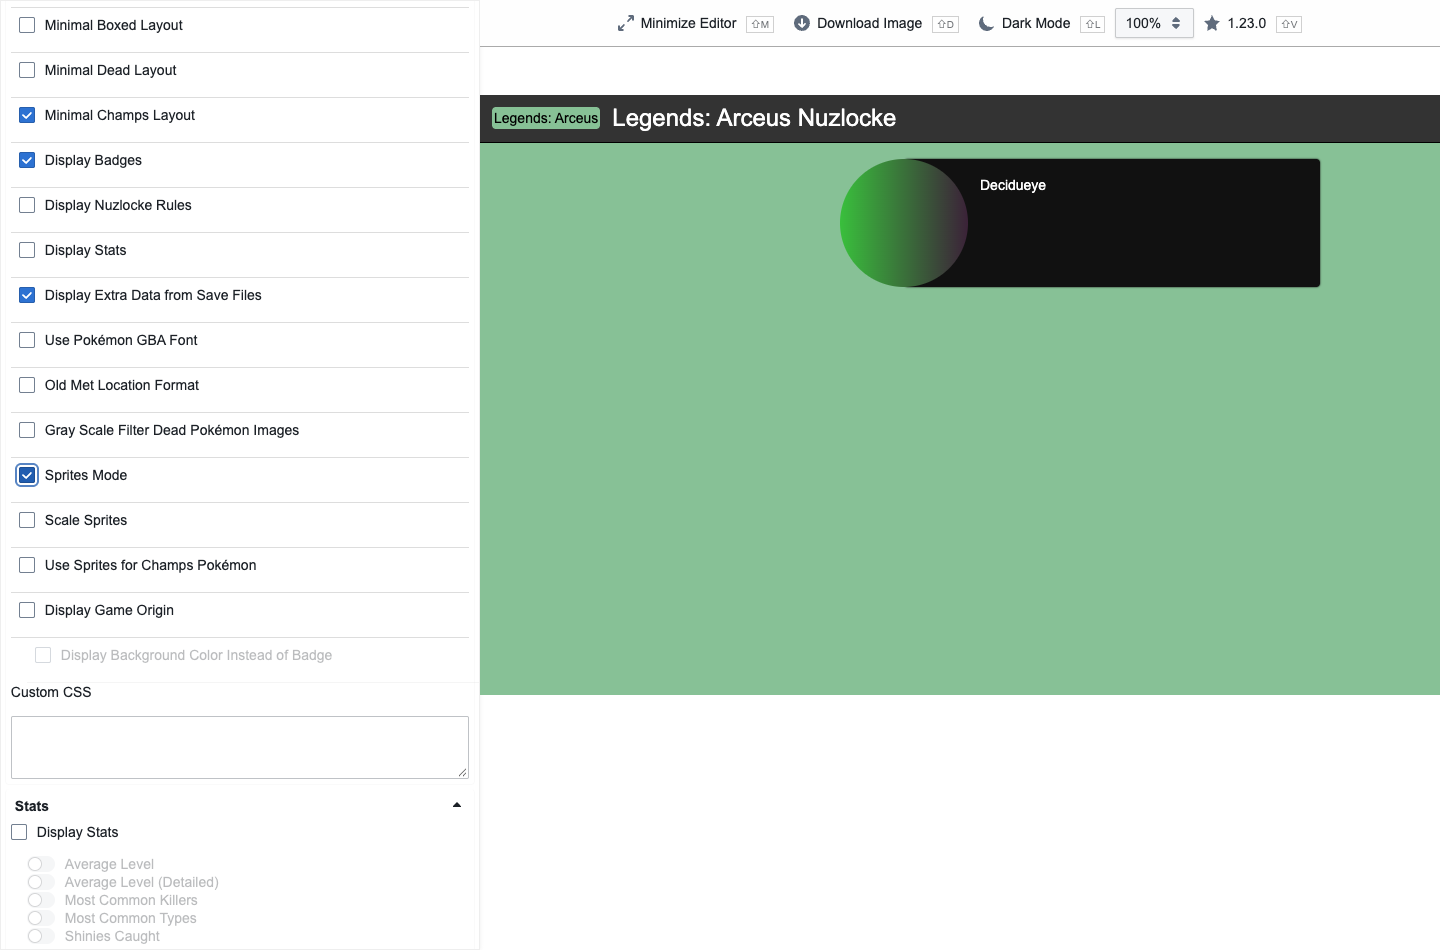 Minimal Boxed Layout
Minimal Dead Layout
Minimal Champs Layout
Display Badges
Display Nuzlocke Rules
Display Stats
Display Extra Data from Save Files
Use Pokémon GBA Font
Old Met Location Format
Gray Scale Filter Dead Pokémon Images
Sprites Mode
Scale Sprites
Use Sprites for Champs Pokémon
Display Game Origin
Display Background Color Instead of Badge
Custom CSS
Stats
Display Stats
Average Level
Average Level (Detailed)
Most Common Killers
Most Common Types
Shinies Caught
Minimize Editor ⇧M Download Image ⇧D Dark Mode ⇧L 100% 1.23.0 ⇧V
Legends: Arceus Legends: Arceus Nuzlocke
Decidueye